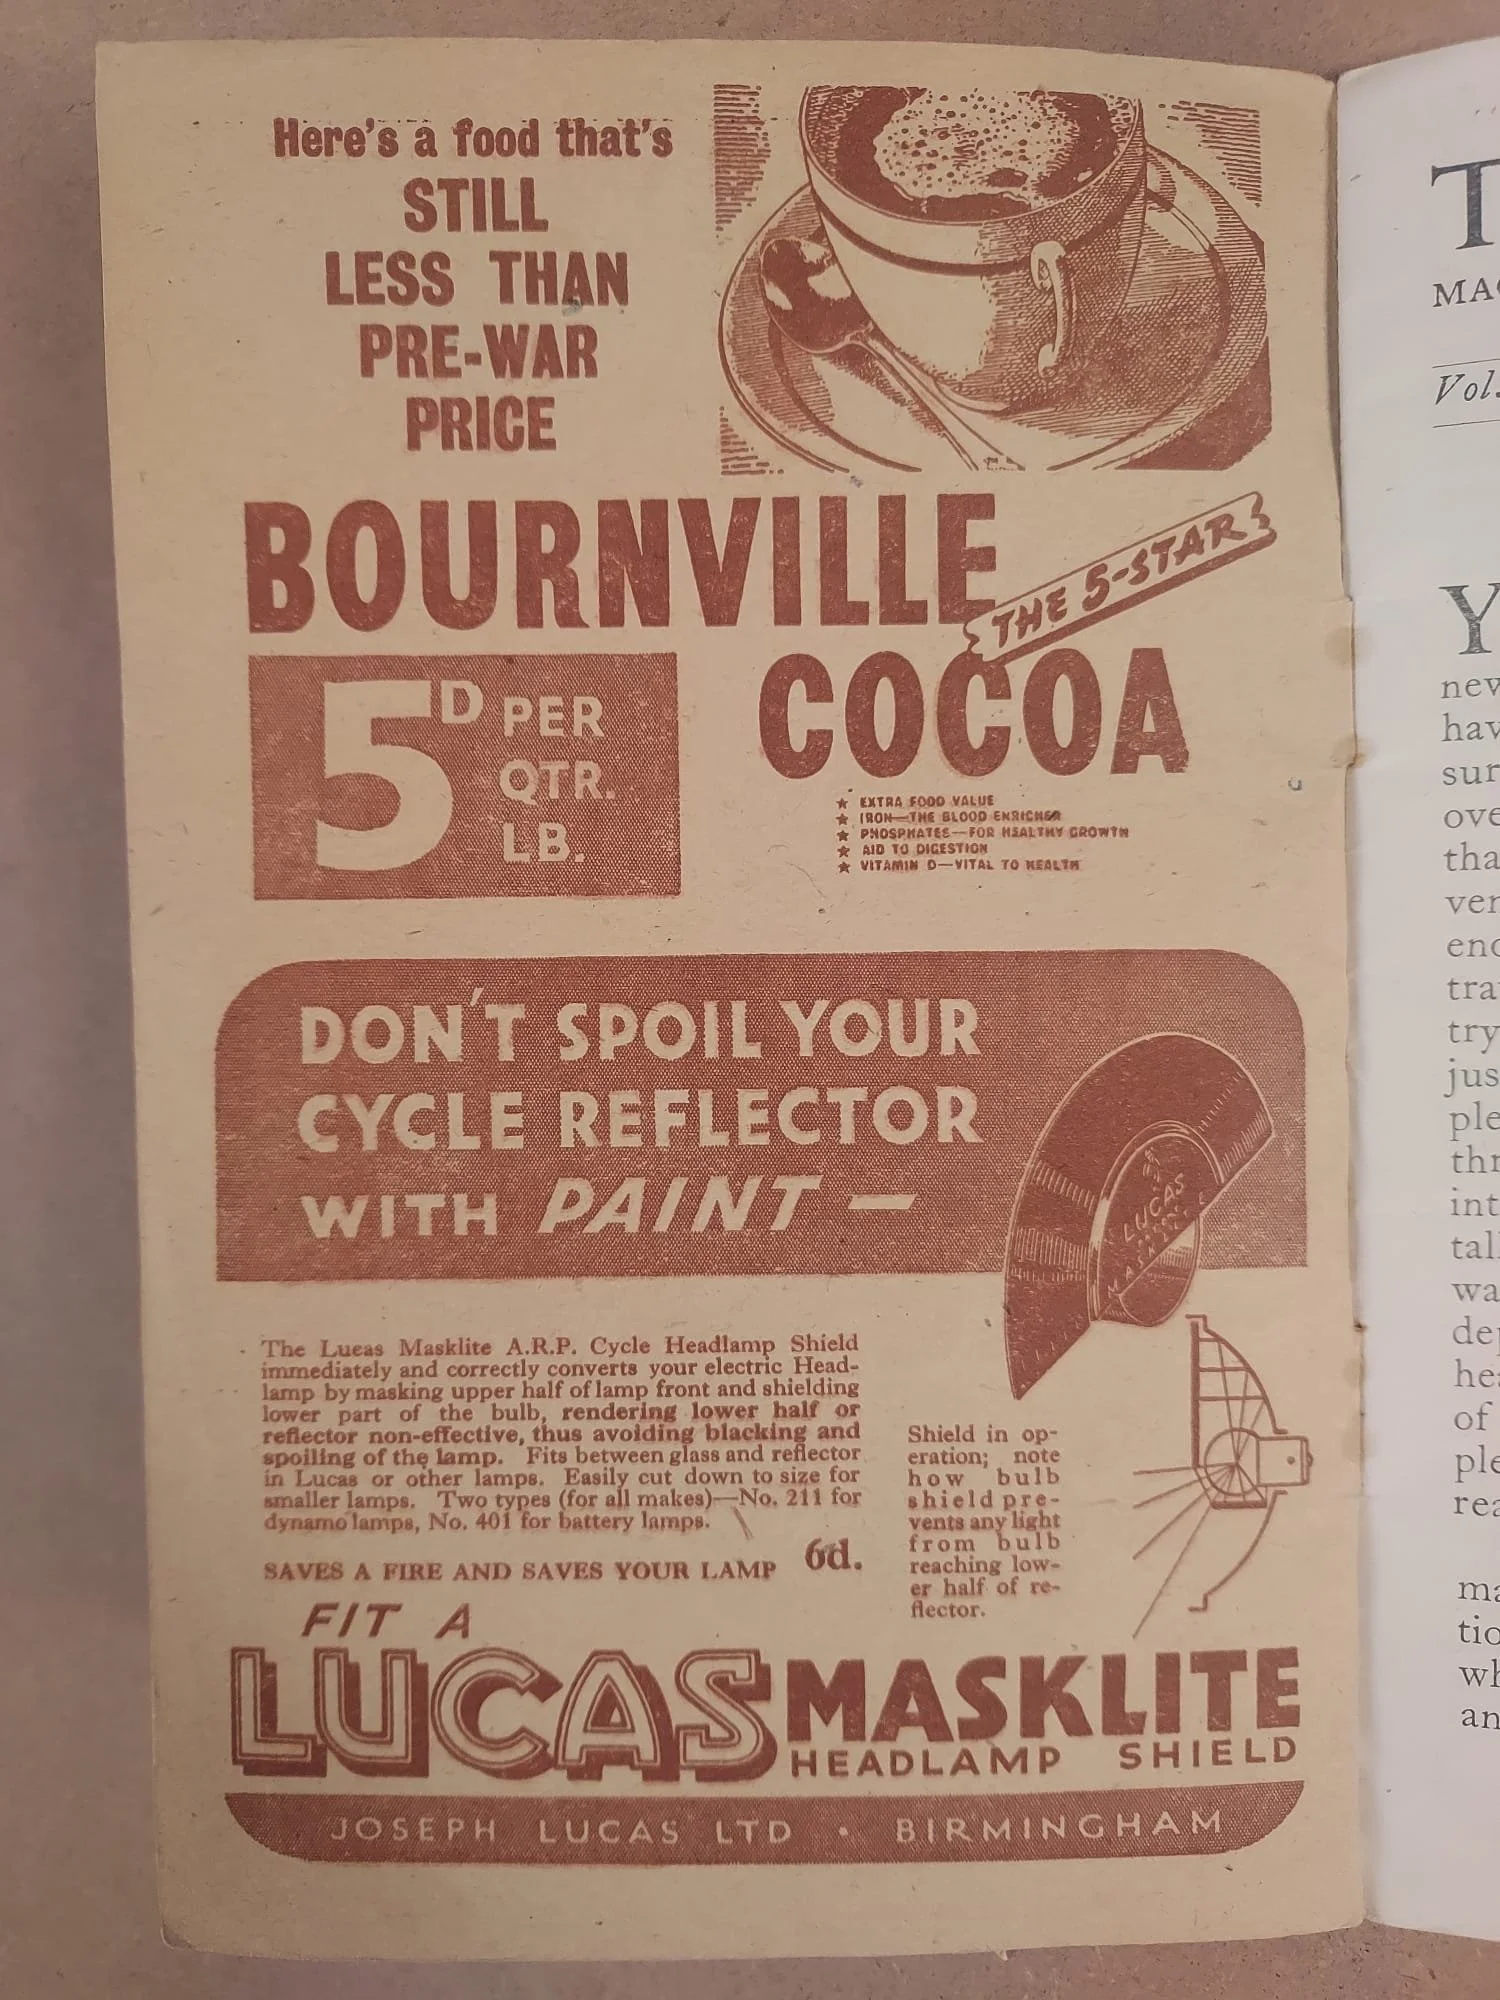 Here's a food that's
STILL
LESS THAN
PRE-WAR
PRICE
BOURNVILLE
THE 5-STAR
COCOA
5D PER
QTR.
LB.
★ EXTRA FOOD VALUE
★ IRON—THE BLOOD ENRICHER
★ PHOSPHATES—FOR HEALTHY GROWTH
★ AID TO DIGESTION
★ VITAMIN D—VITAL TO HEALTH
DON'T SPOIL YOUR
CYCLE REFLECTOR
WITH PAINT —
LUCAS
MASKLITE
The Lucas Masklite A.R.P. Cycle Headlamp Shield
immediately and correctly converts your electric Head-
lamp by masking upper half of lamp front and shielding
lower part of the bulb, rendering lower half or
reflector non-effective, thus avoiding blacking and
spoiling of the lamp. Fits between glass and reflector
in Lucas or other lamps. Easily cut down to size for
smaller lamps. Two types (for all makes)—No. 211 for
dynamo lamps, No. 401 for battery lamps.
SAVES A FIRE AND SAVES YOUR LAMP 6d.
Shield in op-
eration; note
how bulb
shield pre-
vents any light
from bulb
reaching low-
er half of re-
flector.
FIT A
LUCAS MASKLITE
HEADLAMP SHIELD
JOSEPH LUCAS LTD · BIRMINGHAM
T
MA
Vol.
Y
new
hav
sur
ove
tha
ver
enc
tra
try
jus
ple
thr
int
tal
wa
de
hea
of
ple
rea
ma
tio
wh
an